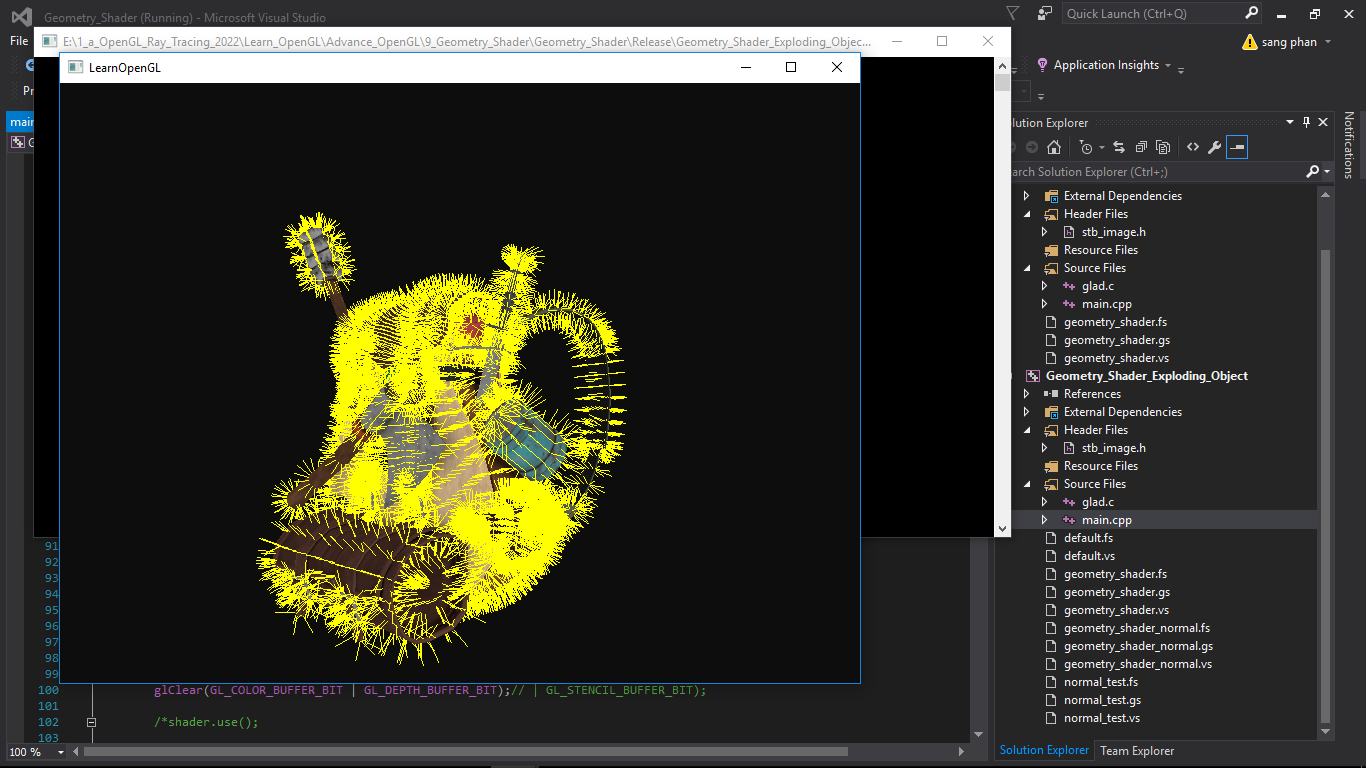 Geometry_Shader (Running) - Microsoft Visual Studio
Quick Launch (Ctrl+Q)
File
E:\1_a_OpenGL_Ray_Tracing_2022\Learn_OpenGL\Advance_OpenGL\9_Geometry_Shader\Geometry_Shader\Release\Geometry_Shader_Exploding_Objec...
sang phan
LearnOpenGL
Application Insights
Pr
main
G
olution Explorer
Notifications
arch Solution Explorer (Ctrl+;)
External Dependencies
Header Files
stb_image.h
Resource Files
Source Files
glad.c
main.cpp
geometry_shader.fs
geometry_shader.gs
geometry_shader.vs
Geometry_Shader_Exploding_Object
References
External Dependencies
Header Files
stb_image.h
Resource Files
Source Files
glad.c
main.cpp
default.fs
default.vs
geometry_shader.fs
geometry_shader.gs
geometry_shader.vs
geometry_shader_normal.fs
geometry_shader_normal.gs
geometry_shader_normal.vs
normal_test.fs
normal_test.gs
normal_test.vs
91
92
93
94
95
96
97
98
99
100 glClear(GL_COLOR_BUFFER_BIT | GL_DEPTH_BUFFER_BIT);// | GL_STENCIL_BUFFER_BIT);
101
102 /*shader.use();
103
100 %
Solution Explorer
Team Explorer